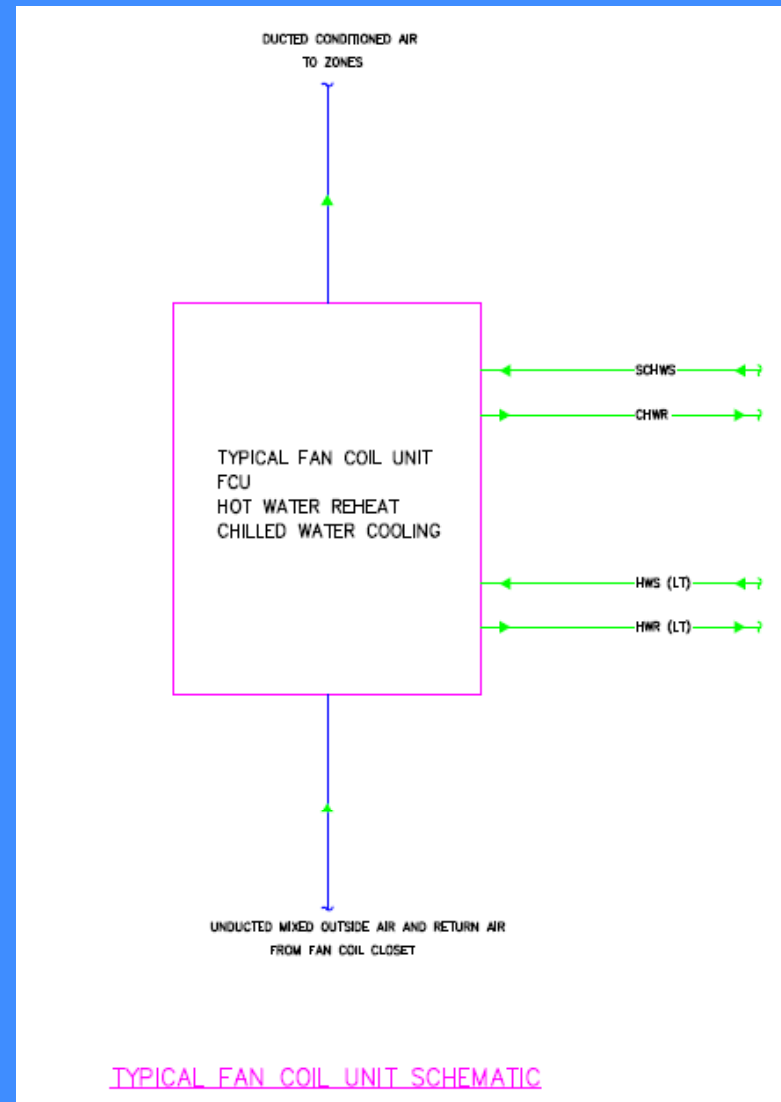 DUCTED CONDITIONED AIR
TO ZONES
SCHWS
CHWR
TYPICAL FAN COIL UNIT
FCU
HOT WATER REHEAT
CHILLED WATER COOLING
HWS (LT)
HWR (LT)
UNDUCTED MIXED OUTSIDE AIR AND RETURN AIR
FROM FAN COIL CLOSET
TYPICAL FAN COIL UNIT SCHEMATIC